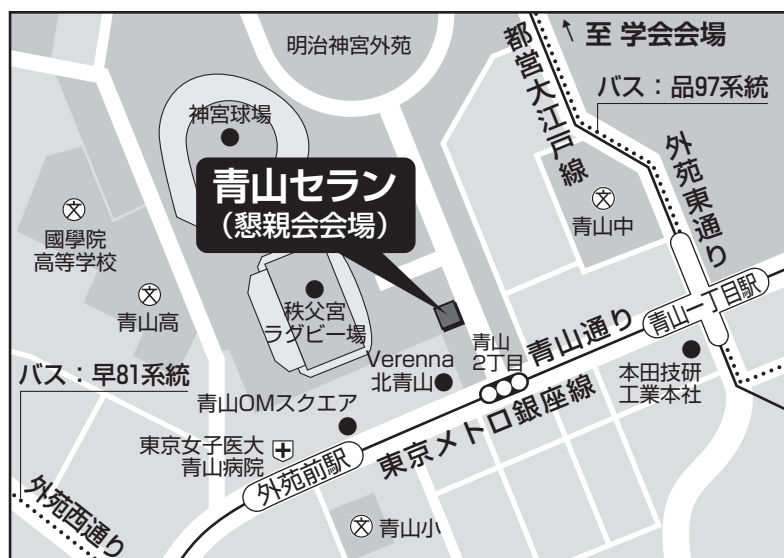 明治神宮外苑
都営大江戸線
↑ 至 学会会場
バス：品97系統
神宮球場
外苑東通り
青山セラン
（懇親会会場）
文
青山中
文
國學院
高等学校
文
青山高
秩父宮
ラグビー場
青山一丁目駅
青山通り
青山
2丁目
Verenna
北青山
本田技研
工業本社
バス：早81系統
青山OMスクエア
東京メトロ銀座線
東京女子医大
青山病院
外苑前駅
外苑西通り
文
青山小